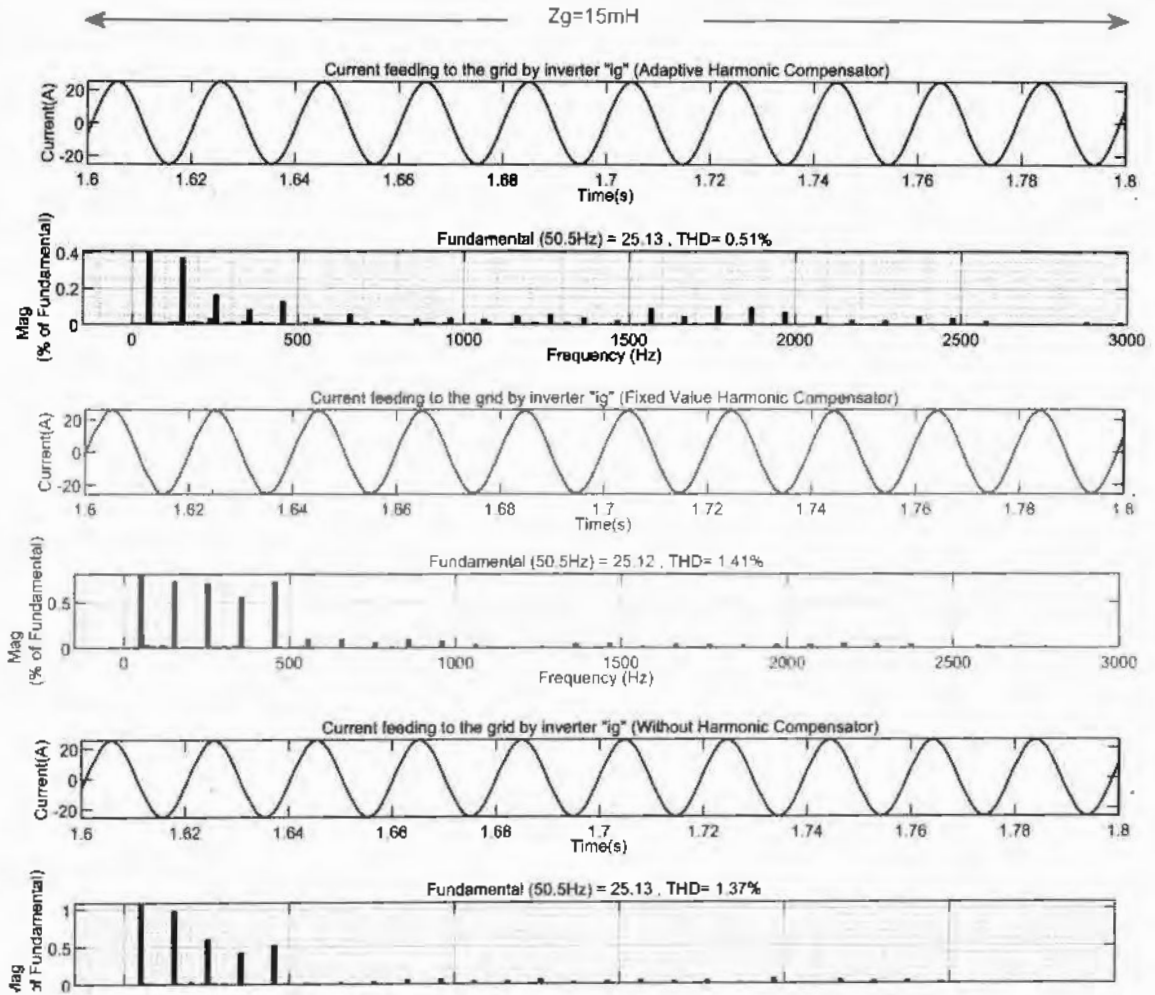 Zg=15mH
Current feeding to the grid by inverter "ig" (Adaptive Harmonic Compensator)
Current(A)
20
0
-20
1.6 1.62 1.64 1.66 1.68 1.7 1.72 1.74 1.76 1.78 1.8
Time(s)
Fundamental (50.5Hz) = 25.13 , THD= 0.51%
Mag
(% of Fundamental)
0.4
0.2
0
0 500 1000 1500 2000 2500 3000
Frequency (Hz)
Current feeding to the grid by inverter "ig" (Fixed Value Harmonic Compensator)
Current(A)
20
0
-20
1.6 1.62 1.64 1.66 1.68 1.7 1.72 1.74 1.76 1.78 1.8
Time(s)
Fundamental (50.5Hz) = 25.12 , THD= 1.41%
Mag
(% of Fundamental)
0.5
0
0 500 1000 1500 2000 2500 3000
Frequency (Hz)
Current feeding to the grid by inverter "ig" (Without Harmonic Compensator)
Current(A)
20
0
-20
1.6 1.62 1.64 1.66 1.68 1.7 1.72 1.74 1.76 1.78 1.8
Time(s)
Fundamental (50.5Hz) = 25.13 , THD= 1.37%
Mag
of Fundamental)
1
0.5
0